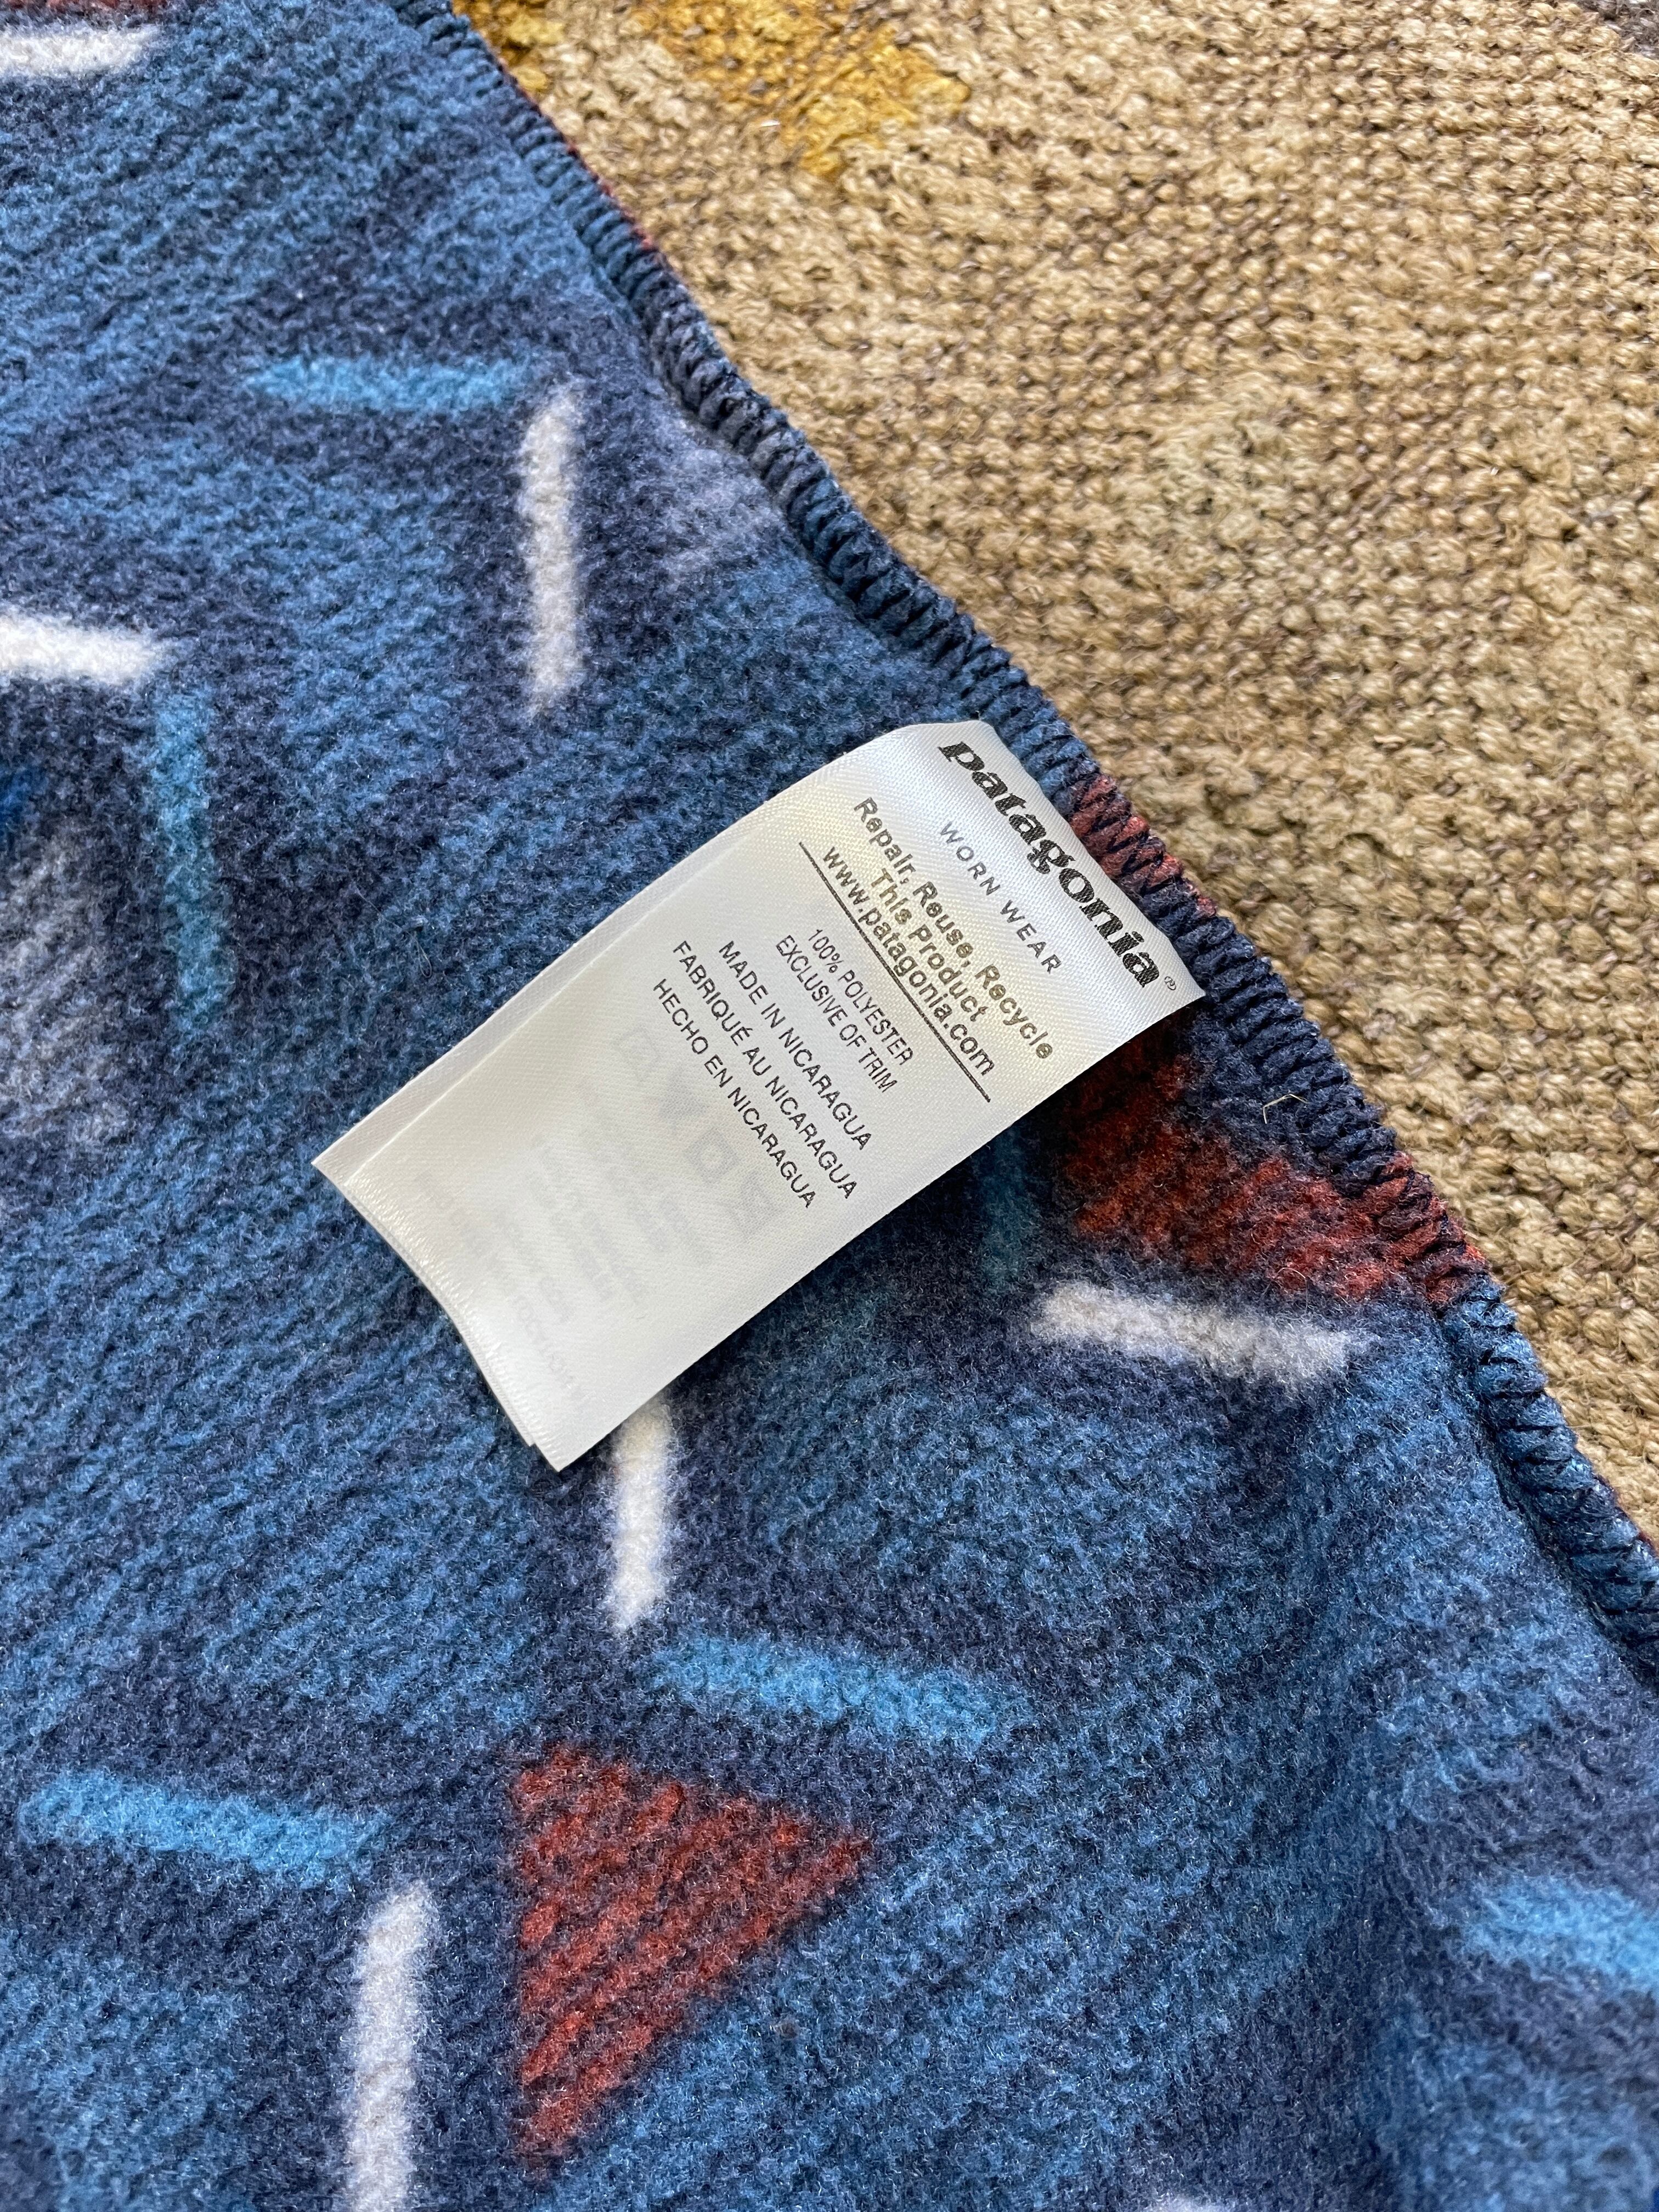 patagonia®
WORN WEAR
Repair, Reuse, Recycle
This Product
www.patagonia.com
100% POLYESTER
EXCLUSIVE OF TRIM
MADE IN NICARAGUA
FABRIQUÉ AU NICARAGUA
HECHO EN NICARAGUA